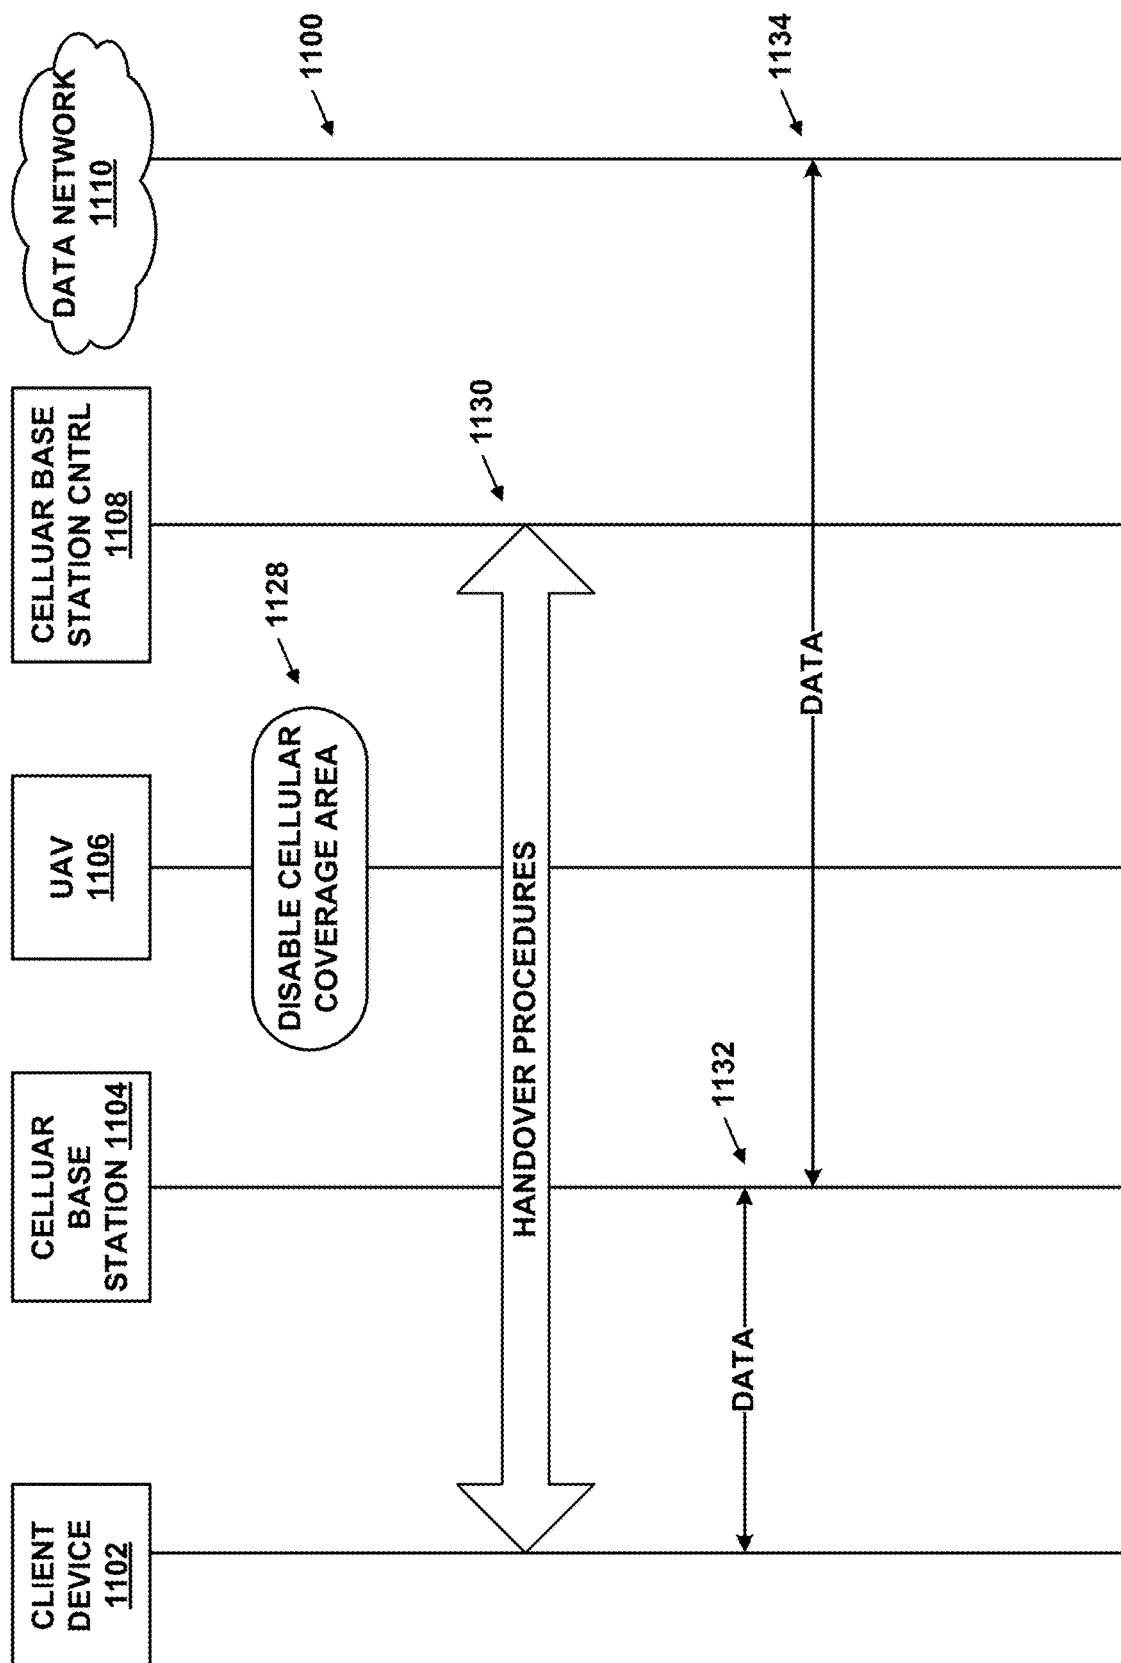 CLIENT
DEVICE
1102
CELLUAR
BASE
STATION 1104
UAV
1106
CELLUAR BASE
STATION CNTRL
1108
DATA NETWORK
1110
1100
DISABLE CELLULAR
COVERAGE AREA
1128
HANDOVER PROCEDURES
1130
DATA
1132
DATA
1134